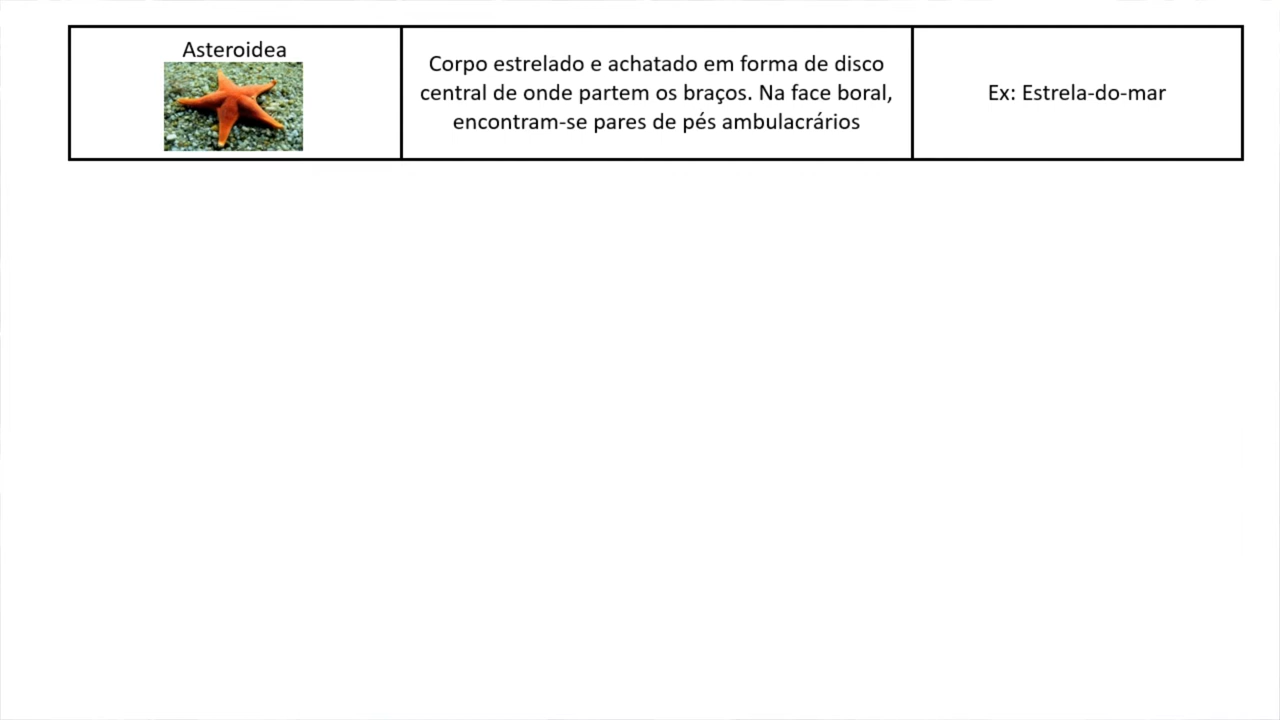 Asteroidea
Corpo estrelado e achatado em forma de disco
central de onde partem os braços. Na face boral,
encontram-se pares de pés ambulacrários
Ex: Estrela-do-mar